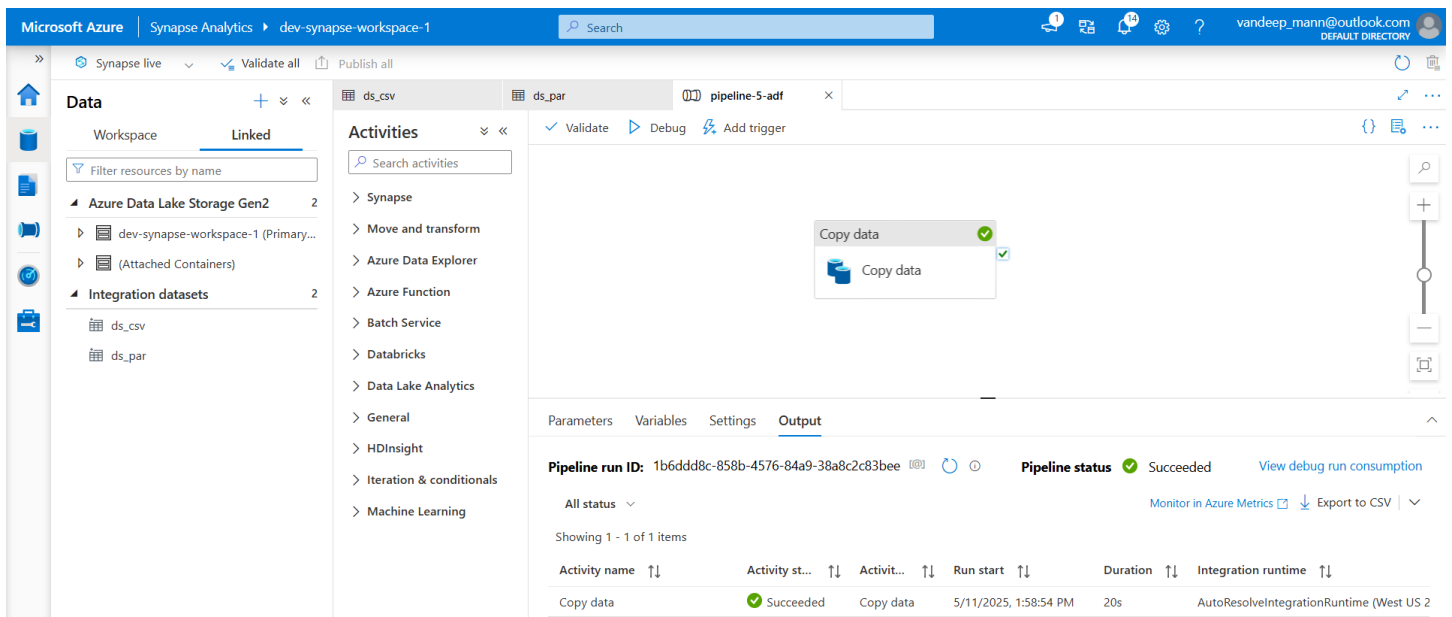 Microsoft Azure
Synapse Analytics
dev-synapse-workspace-1
Search
1
14
?
vandeep_mann@outlook.com
DEFAULT DIRECTORY
Synapse live
Validate all
Publish all
Data
Workspace
Linked
Filter resources by name
Azure Data Lake Storage Gen2 2
dev-synapse-workspace-1 (Primary...
(Attached Containers)
Integration datasets 2
ds_csv
ds_par
ds_csv
ds_par
pipeline-5-adf
Activities
Search activities
Synapse
Move and transform
Azure Data Explorer
Azure Function
Batch Service
Databricks
Data Lake Analytics
General
HDInsight
Iteration & conditionals
Machine Learning
Validate
Debug
Add trigger
{}
Copy data
Copy data
Parameters Variables Settings Output
Pipeline run ID: 1b6ddd8c-858b-4576-84a9-38a8c2c83bee [@] Pipeline status Succeeded View debug run consumption
All status
Monitor in Azure Metrics Export to CSV
Showing 1 - 1 of 1 items
Activity name Activity st... Activit... Run start Duration Integration runtime
Copy data Succeeded Copy data 5/11/2025, 1:58:54 PM 20s AutoResolveIntegrationRuntime (West US 2